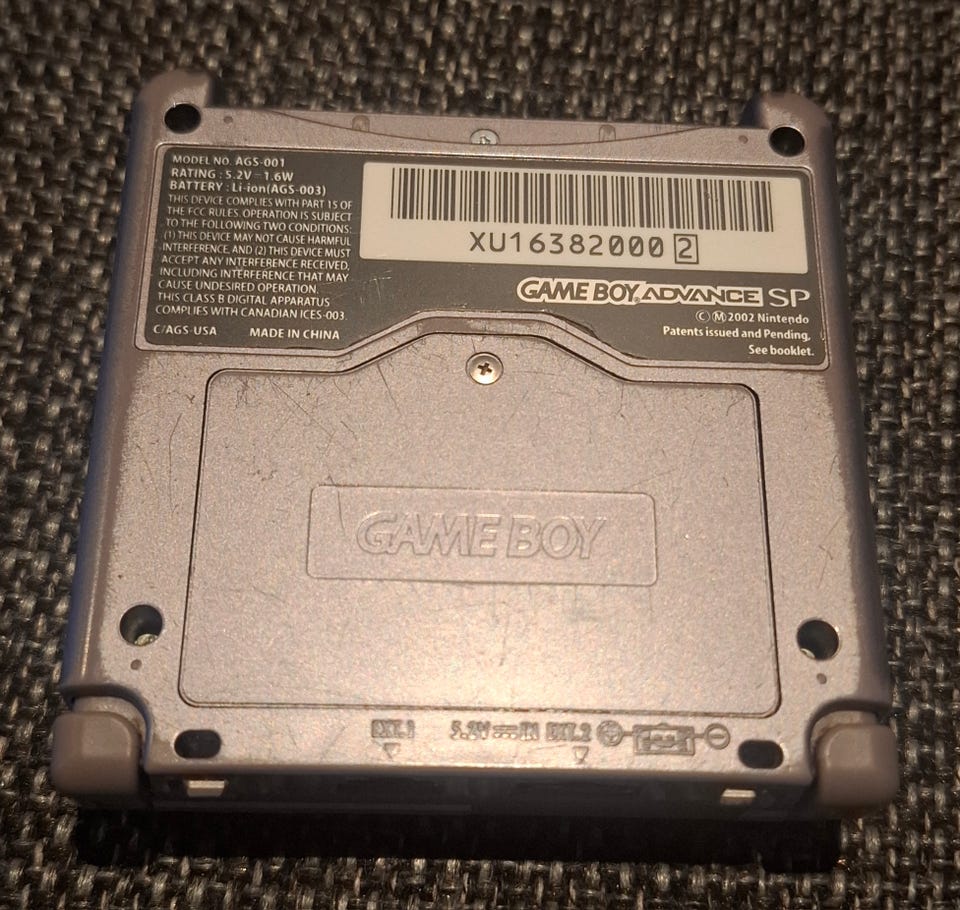 MODEL NO. AGS-001
RATING : 5.2V⎓1.6W
BATTERY : Li-ion(AGS-003)
THIS DEVICE COMPLIES WITH PART 15 OF
THE FCC RULES. OPERATION IS SUBJECT
TO THE FOLLOWING TWO CONDITIONS:
(1) THIS DEVICE MAY NOT CAUSE HARMFUL
INTERFERENCE, AND (2) THIS DEVICE MUST
ACCEPT ANY INTERFERENCE RECEIVED,
INCLUDING INTERFERENCE THAT MAY
CAUSE UNDESIRED OPERATION.
THIS CLASS B DIGITAL APPARATUS
COMPLIES WITH CANADIAN ICES-003.
C/AGS-USA MADE IN CHINA
XU16382000 2
GAME BOY ADVANCE SP
©Ⓜ2002 Nintendo
Patents issued and Pending,
See booklet.
GAME BOY
EXT.1 5.2V⎓IN EXT.2